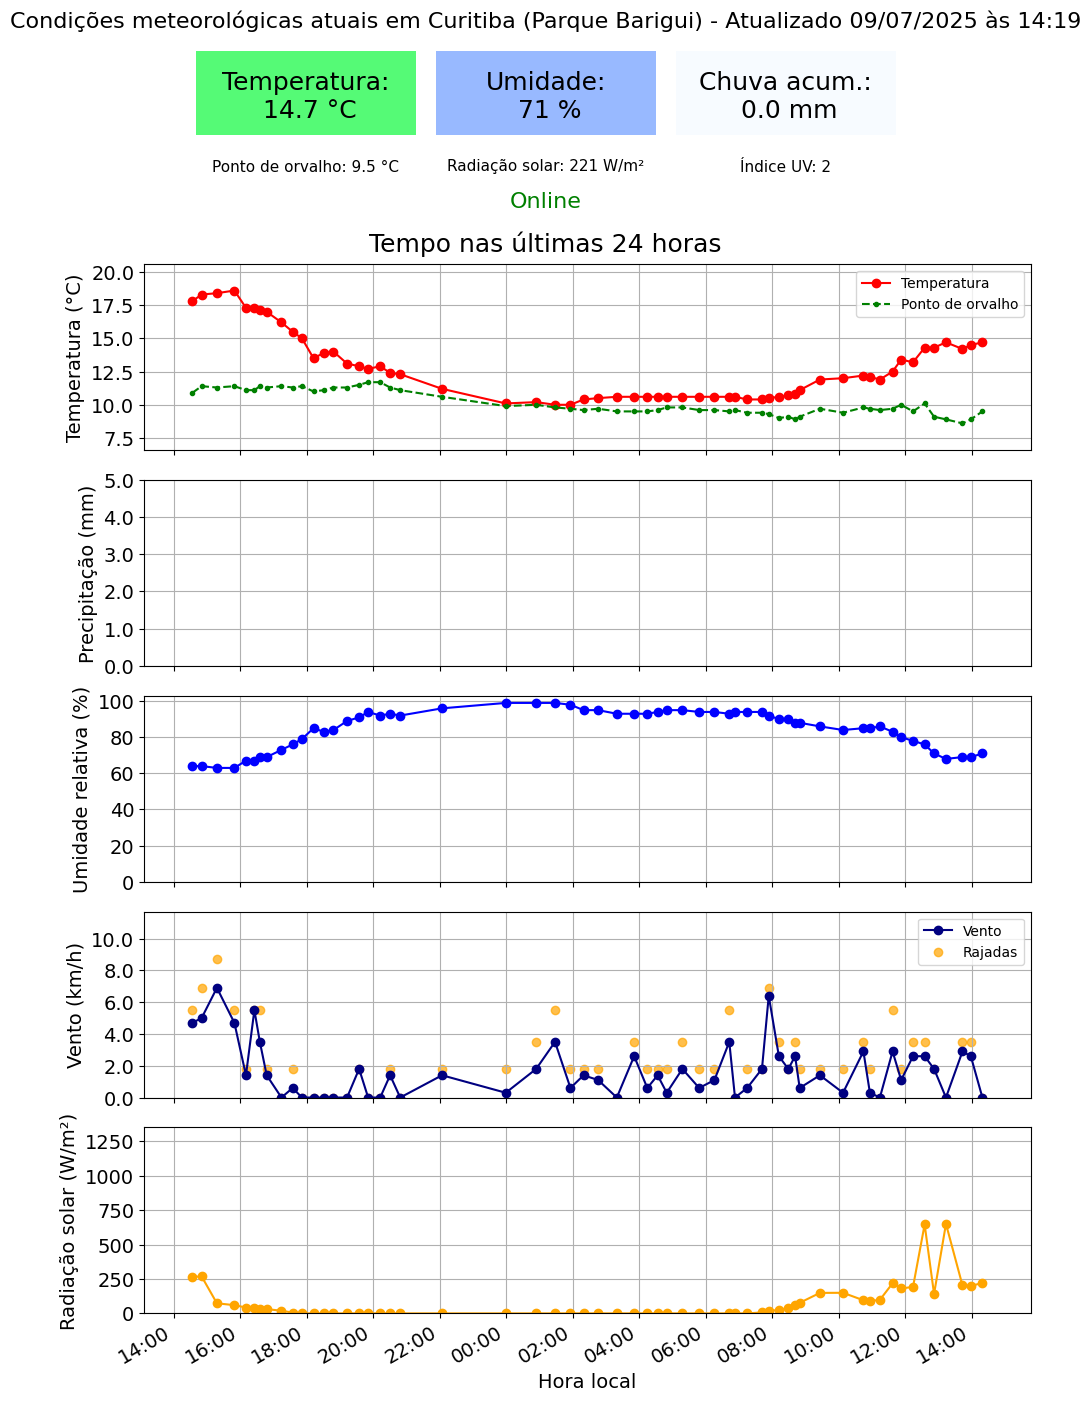 Condições meteorológicas atuais em Curitiba (Parque Barigui) - Atualizado 09/07/2025 às 14:19
Temperatura:
14.7 °C
Umidade:
71 %
Chuva acum.:
0.0 mm
Ponto de orvalho: 9.5 °C
Radiação solar: 221 W/m²
Índice UV: 2
Online
Tempo nas últimas 24 horas
Temperatura (°C)
20.0
17.5
15.0
12.5
10.0
7.5
Temperatura
Ponto de orvalho
Precipitação (mm)
5.0
4.0
3.0
2.0
1.0
0.0
Umidade relativa (%)
100
80
60
40
20
0
Vento (km/h)
10.0
8.0
6.0
4.0
2.0
0.0
Vento
Rajadas
Radiação solar (W/m²)
1250
1000
750
500
250
0
14:00
16:00
18:00
20:00
22:00
00:00
02:00
04:00
06:00
08:00
10:00
12:00
14:00
Hora local